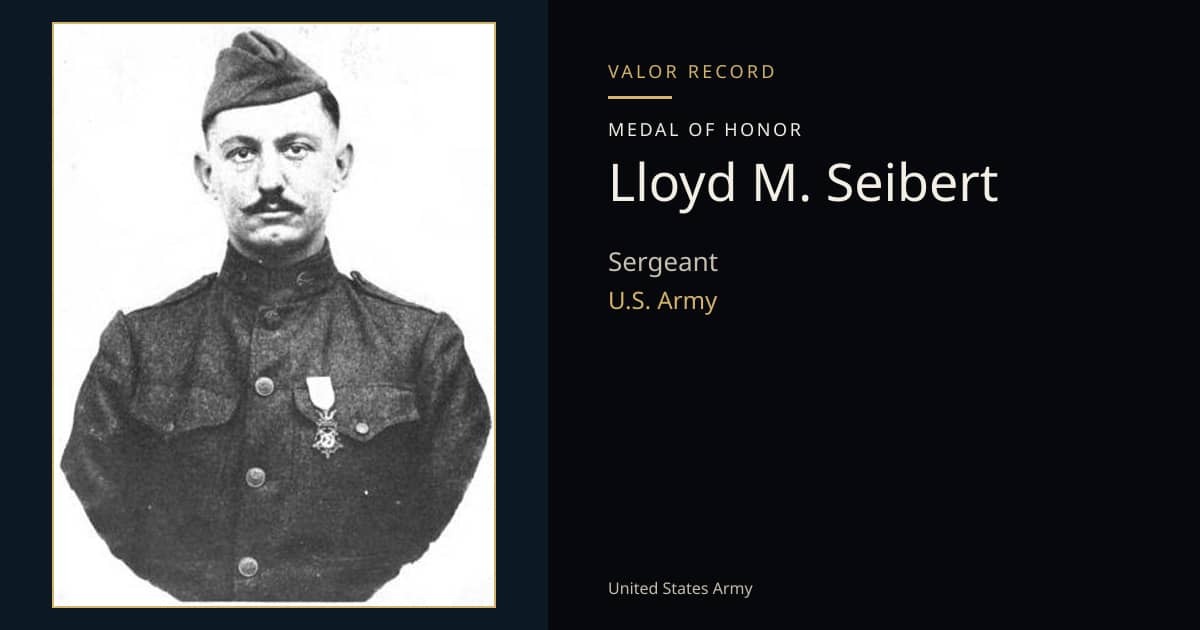 VALOR RECORD
MEDAL OF HONOR
Lloyd M. Seibert
Sergeant
U.S. Army
United States Army